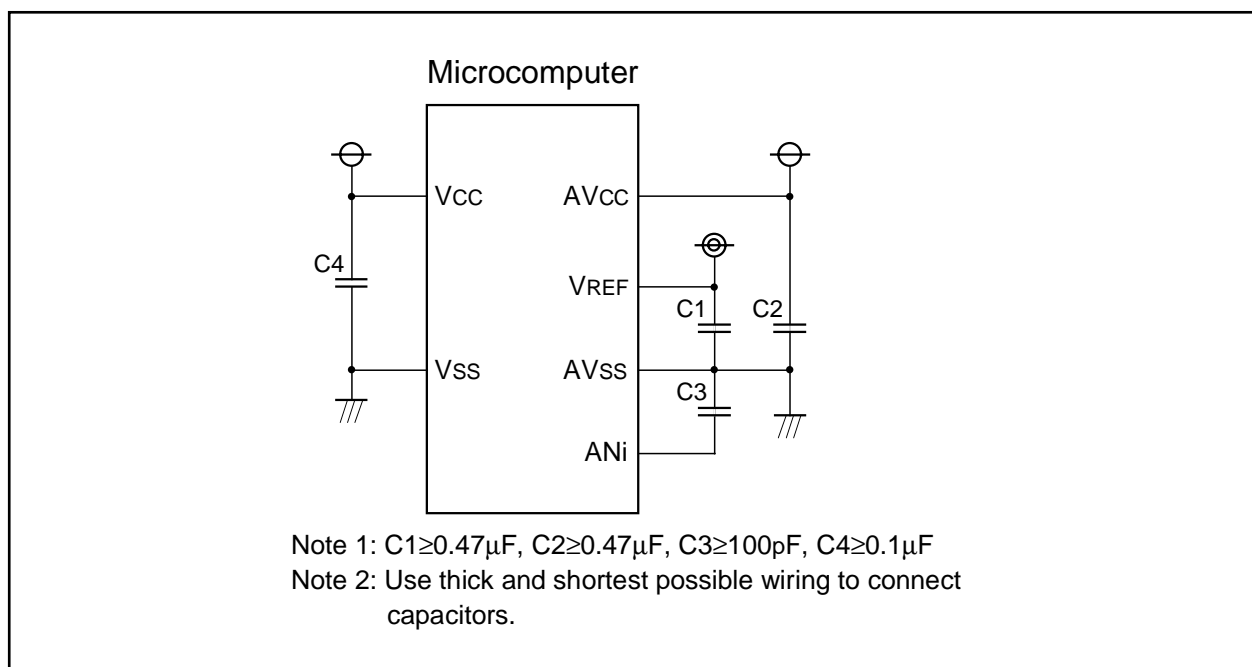 Microcomputer
VCC
AVCC
C4
VREF
C1
C2
VSS
AVSS
C3
ANi
Note 1: C1≥0.47μF, C2≥0.47μF, C3≥100pF, C4≥0.1μF
Note 2: Use thick and shortest possible wiring to connect
capacitors.